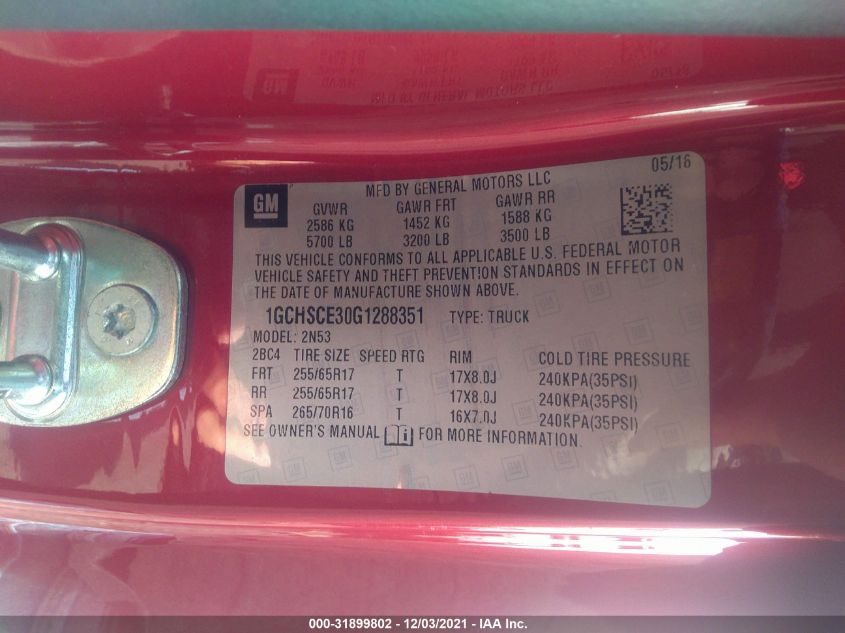 05/16
MFD BY GENERAL MOTORS LLC
GM
GVWR GAWR FRT GAWR RR
2586 KG 1452 KG 1588 KG
5700 LB 3200 LB 3500 LB
THIS VEHICLE CONFORMS TO ALL APPLICABLE U.S. FEDERAL MOTOR
VEHICLE SAFETY AND THEFT PREVENTION STANDARDS IN EFFECT ON
THE DATE OF MANUFACTURE SHOWN ABOVE.
1GCHSCE30G1288351 TYPE: TRUCK
MODEL: 2N53
2BC4 TIRE SIZE SPEED RTG RIM COLD TIRE PRESSURE
FRT 255/65R17 T 17X8.0J 240KPA(35PSI)
RR 255/65R17 T 17X8.0J 240KPA(35PSI)
SPA 265/70R16 T 16X7.0J 240KPA(35PSI)
SEE OWNER'S MANUAL FOR MORE INFORMATION.
000-31899802 - 12/03/2021 - IAA Inc.